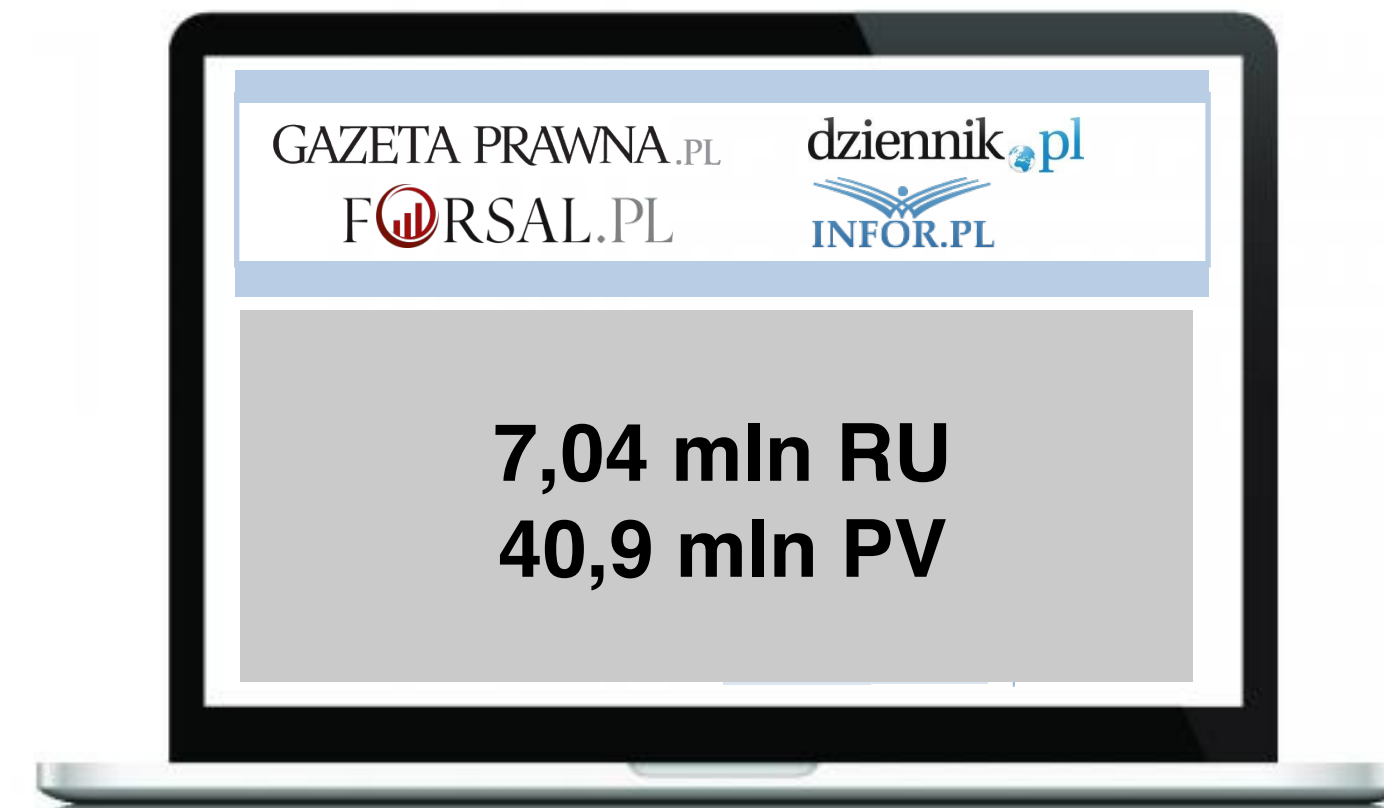 GAZETA PRAWNA.PL
dziennik.pl
FORSAL.PL
INFOR.PL
7,04 mln RU
40,9 mln PV